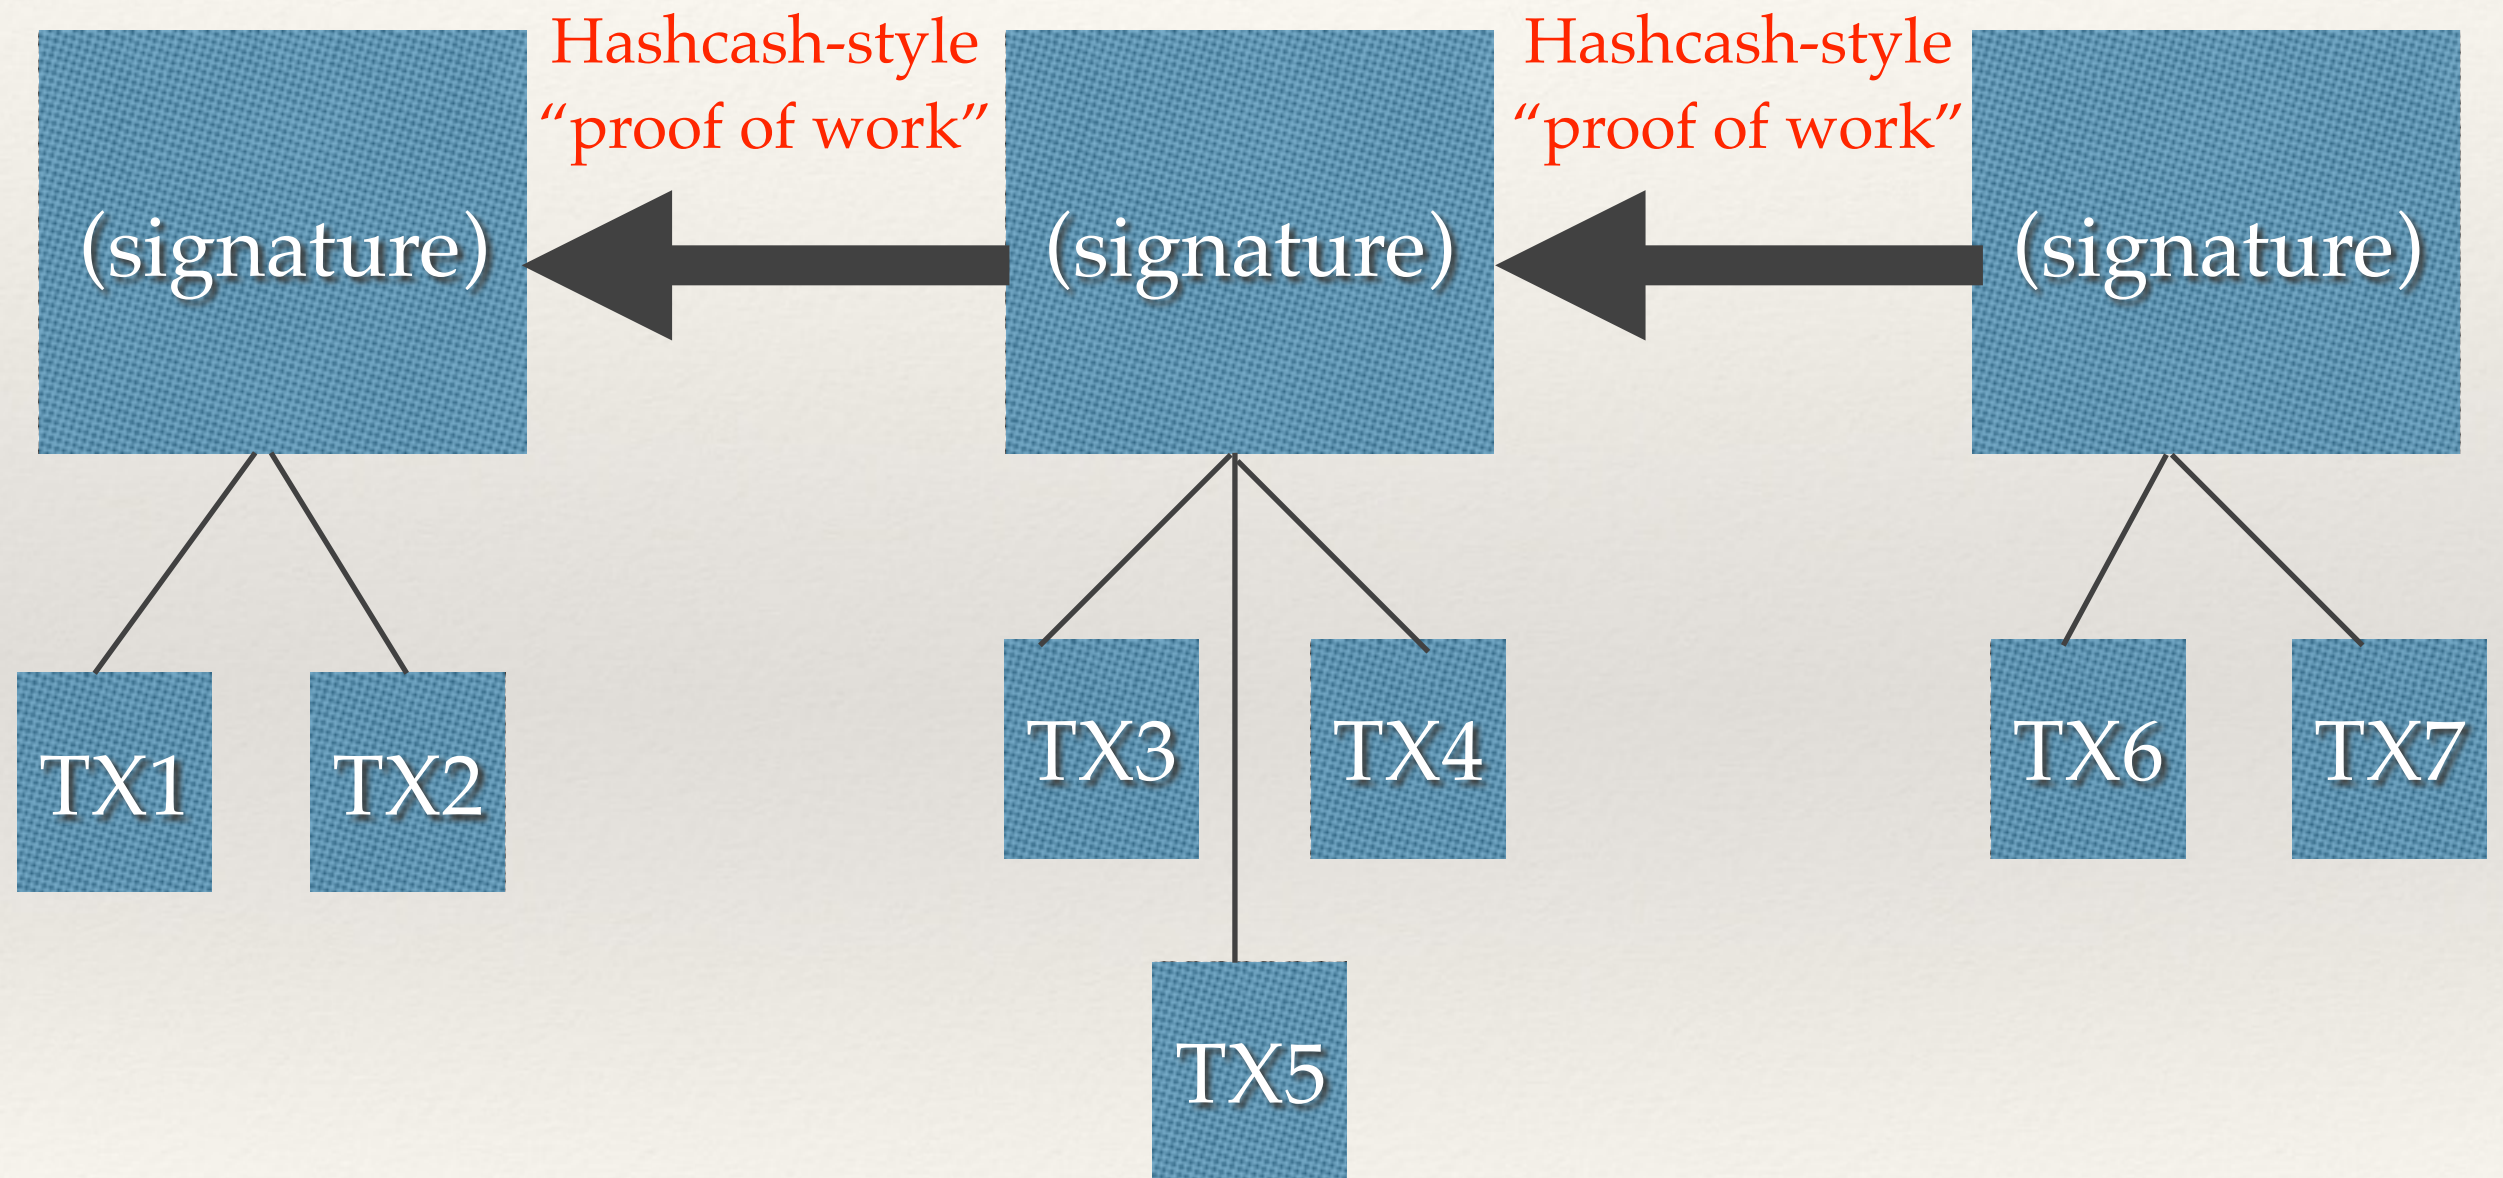 Hashcash-style
“proof of work”
Hashcash-style
“proof of work”
(signature)
(signature)
(signature)
TX1
TX2
TX3
TX4
TX6
TX7
TX5